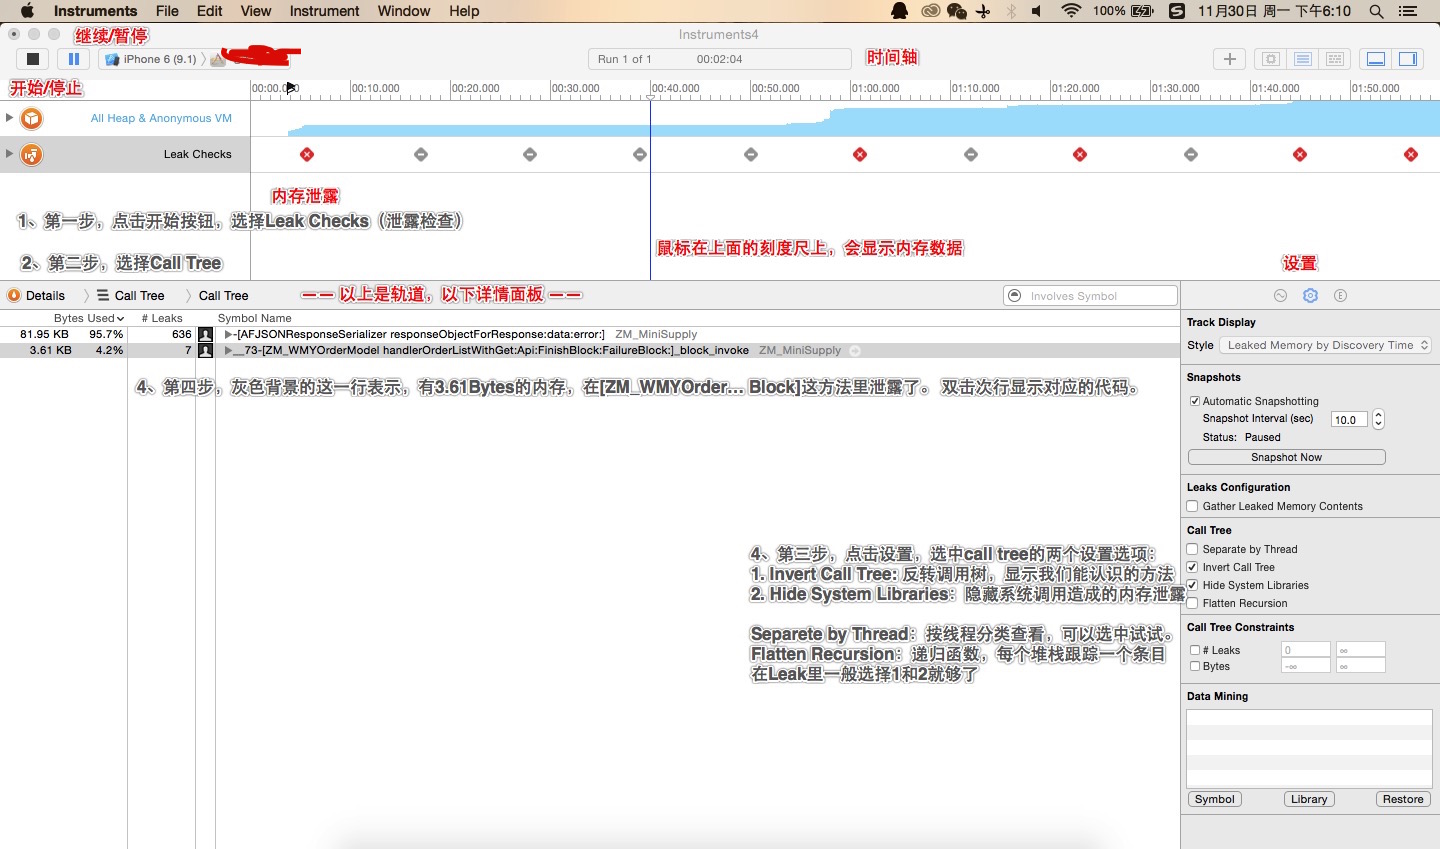 Instruments File Edit View Instrument Window Help 100% 11月30日 周一 下午6:10
继续/暂停 Instruments4
iPhone 6 (9.1) Run 1 of 1 00:02:04 时间轴
开始/停止 00:10.000 00:20.000 00:30.000 00:40.000 00:50.000 01:00.000 01:10.000 01:20.000 01:30.000 01:40.000 01:50.000
All Heap & Anonymous VM
Leak Checks
内存泄露
1、第一步，点击开始按钮，选择Leak Checks（泄露检查）
鼠标在上面的刻度尺上，会显示内存数据
2、第二步，选择Call Tree
设置
Details Call Tree Call Tree —— 以上是轨道，以下详情面板 —— Involves Symbol
Bytes Used # Leaks Symbol Name
81.95 KB 95.7% 636 -[AFJSONResponseSerializer responseObjectForResponse:data:error:] ZM_MiniSupply
3.61 KB 4.2% 7 __73-[ZM_WMYOrderModel handlerOrderListWithGet:Api:FinishBlock:FailureBlock:]_block_invoke ZM_MiniSupply
4、第四步，灰色背景的这一行表示，有3.61Bytes的内存，在[ZM_WMYOrder... Block]这方法里泄露了。 双击次行显示对应的代码。
4、第三步，点击设置，选中call tree的两个设置选项：
1. Invert Call Tree: 反转调用树，显示我们能认识的方法
2. Hide System Libraries：隐藏系统调用造成的内存泄露
Separete by Thread：按线程分类查看，可以选中试试。
Flatten Recursion：递归函数，每个堆栈跟踪一个条目
在Leak里一般选择1和2就够了
Track Display
Style Leaked Memory by Discovery Time
Snapshots
Automatic Snapshotting
Snapshot Interval (sec) 10.0
Status: Paused
Snapshot Now
Leaks Configuration
Gather Leaked Memory Contents
Call Tree
Separate by Thread
Invert Call Tree
Hide System Libraries
Flatten Recursion
Call Tree Constraints
# Leaks 0 ∞
Bytes -∞ ∞
Data Mining
Symbol Library Restore